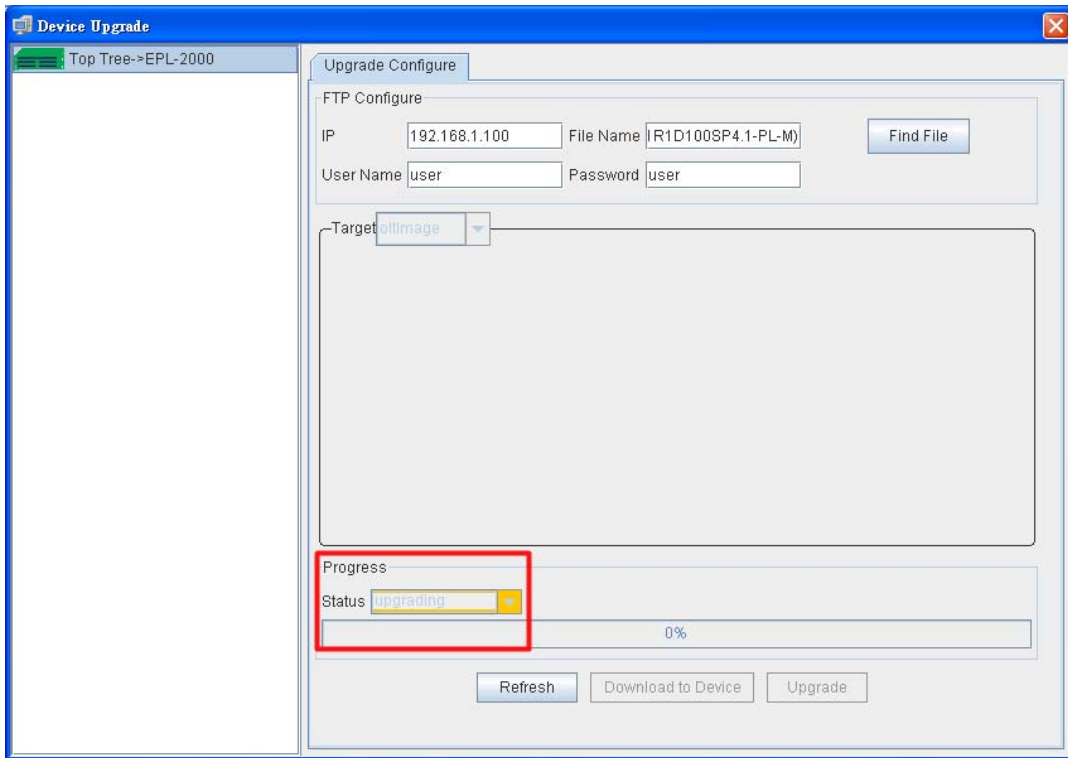 Device Upgrade
Top Tree->EPL-2000
Upgrade Configure
FTP Configure
IP 192.168.1.100 File Name R1D100SP4.1-PL-M) Find File
User Name user Password user
Target oltImage
Progress
Status upgrading
0%
Refresh Download to Device Upgrade